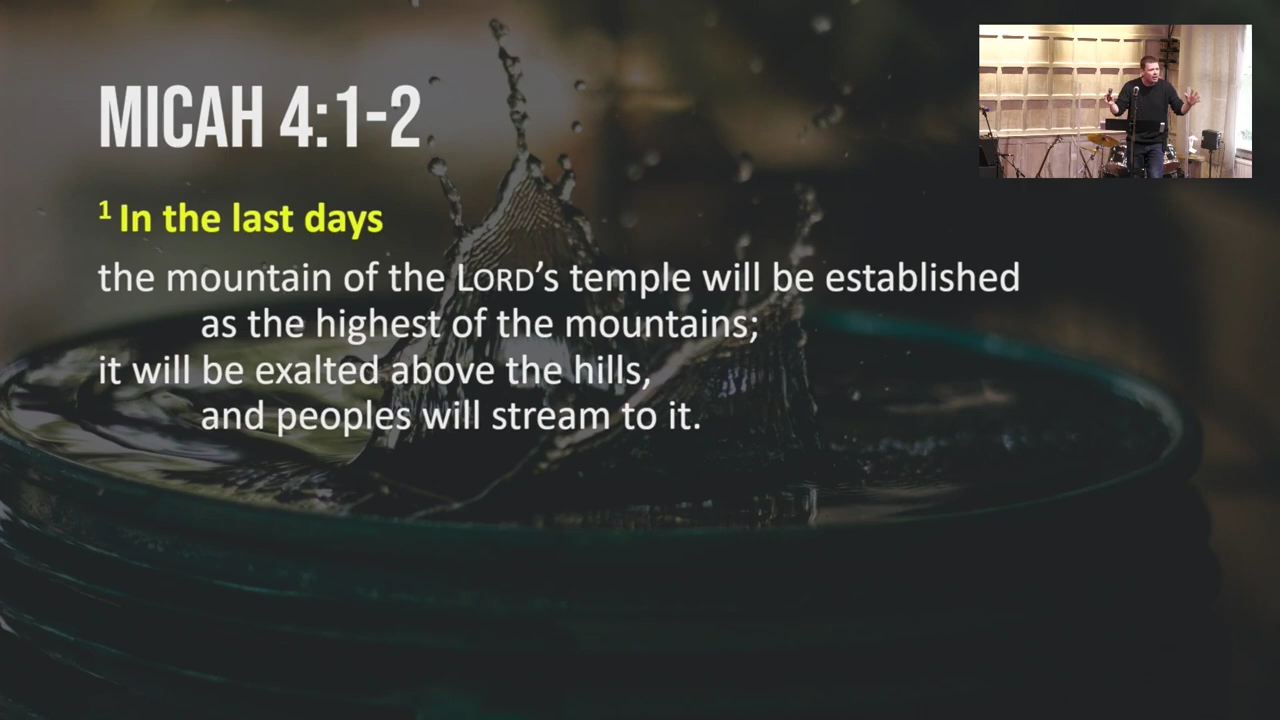 MICAH 4:1-2
1 In the last days
the mountain of the LORD’s temple will be established
as the highest of the mountains;
it will be exalted above the hills,
and peoples will stream to it.